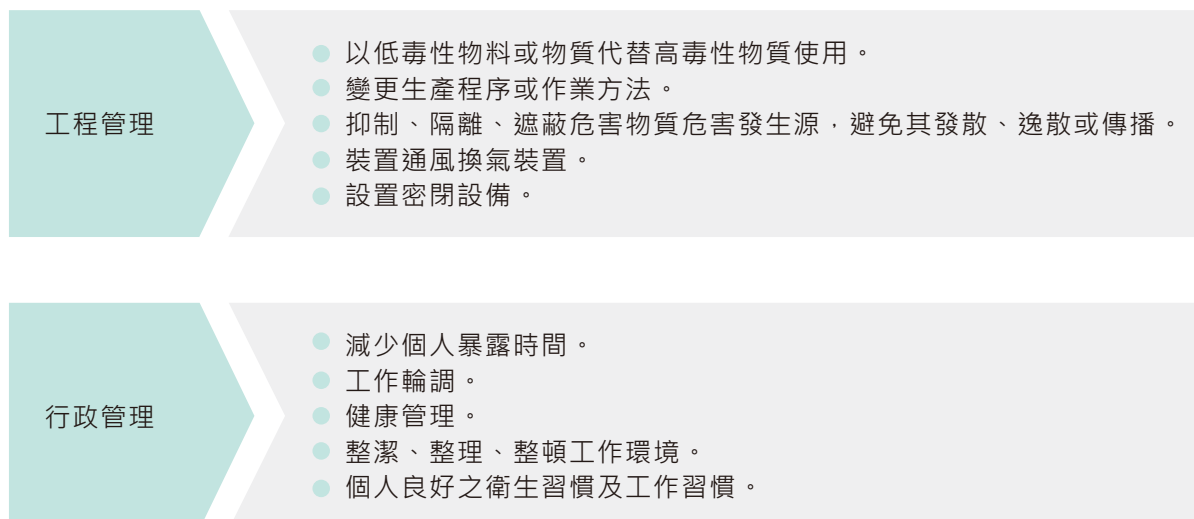 工程管理
以低毒性物料或物質代替高毒性物質使用。
變更生產程序或作業方法。
抑制、隔離、遮蔽危害物質危害發生源，避免其發散、逸散或傳播。
裝置通風換氣裝置。
設置密閉設備。
行政管理
減少個人暴露時間。
工作輪調。
健康管理。
整潔、整理、整頓工作環境。
個人良好之衛生習慣及工作習慣。